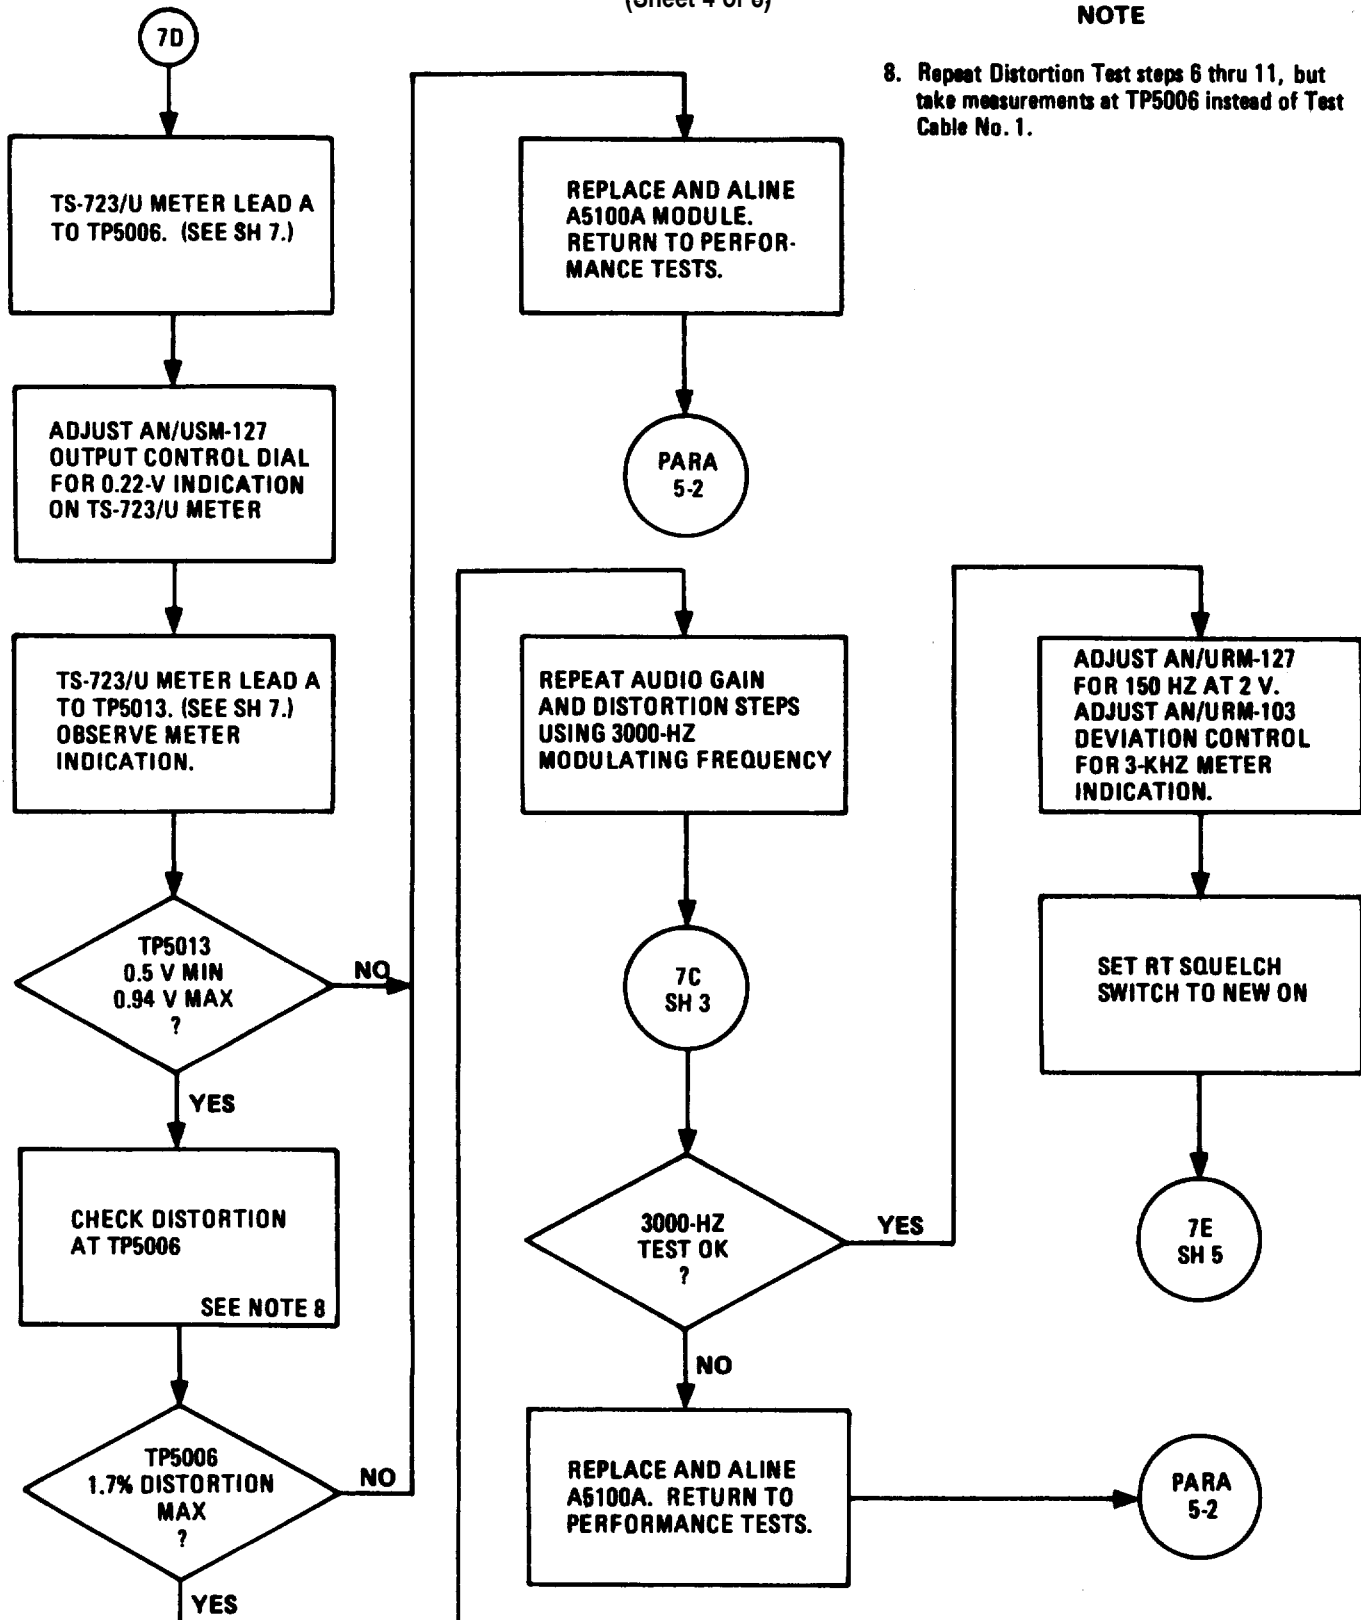 (Sheet 4 of 8)
NOTE
8. Repeat Distortion Test steps 6 thru 11, but
take measurements at TP5006 instead of Test
Cable No. 1.
7D
TS-723/U METER LEAD A
TO TP5006. (SEE SH 7.)
ADJUST AN/USM-127
OUTPUT CONTROL DIAL
FOR 0.22-V INDICATION
ON TS-723/U METER
TS-723/U METER LEAD A
TO TP5013. (SEE SH 7.)
OBSERVE METER
INDICATION.
TP5013
0.5 V MIN
0.94 V MAX
?
NO
YES
CHECK DISTORTION
AT TP5006
SEE NOTE 8
TP5006
1.7% DISTORTION
MAX
?
NO
YES
REPLACE AND ALINE
A5100A MODULE.
RETURN TO PERFOR-
MANCE TESTS.
PARA
5-2
REPEAT AUDIO GAIN
AND DISTORTION STEPS
USING 3000-HZ
MODULATING FREQUENCY
7C
SH 3
3000-HZ
TEST OK
?
YES
NO
REPLACE AND ALINE
A5100A. RETURN TO
PERFORMANCE TESTS.
PARA
5-2
ADJUST AN/URM-127
FOR 150 HZ AT 2 V.
ADJUST AN/URM-103
DEVIATION CONTROL
FOR 3-KHZ METER
INDICATION.
SET RT SQUELCH
SWITCH TO NEW ON
7E
SH 5